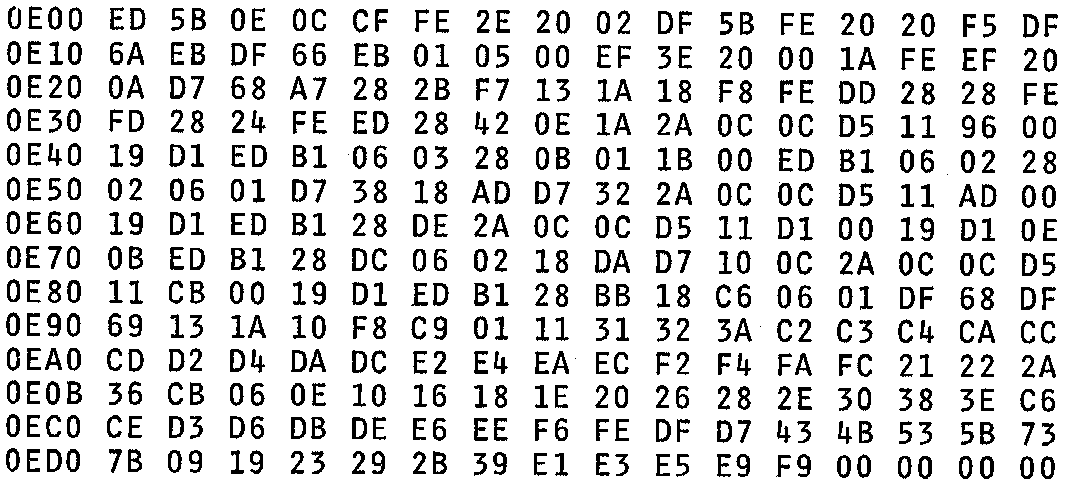 0E00 ED 5B 0E 0C CF FE 2E 20 02 DF 5B FE 20 20 F5 DF
0E10 6A EB DF 66 EB 01 05 00 EF 3E 20 00 1A FE EF 20
0E20 0A D7 68 A7 28 2B F7 13 1A 18 F8 FE DD 28 28 FE
0E30 FD 28 24 FE ED 28 42 0E 1A 2A 0C 0C D5 11 96 00
0E40 19 D1 ED B1 06 03 28 0B 01 1B 00 ED B1 06 02 28
0E50 02 06 01 D7 38 18 AD D7 32 2A 0C 0C D5 11 AD 00
0E60 19 D1 ED B1 28 DE 2A 0C 0C D5 11 D1 00 19 D1 0E
0E70 0B ED B1 28 DC 06 02 18 DA D7 10 0C 2A 0C 0C D5
0E80 11 CB 00 19 D1 ED B1 28 BB 18 C6 06 01 DF 68 DF
0E90 69 13 1A 10 F8 C9 01 11 31 32 3A C2 C3 C4 CA CC
0EA0 CD D2 D4 DA DC E2 E4 EA EC F2 F4 FA FC 21 22 2A
0E0B 36 CB 06 0E 10 16 18 1E 20 26 28 2E 30 38 3E C6
0EC0 CE D3 D6 DB DE E6 EE F6 FE DF D7 43 4B 53 5B 73
0ED0 7B 09 19 23 29 2B 39 E1 E3 E5 E9 F9 00 00 00 00